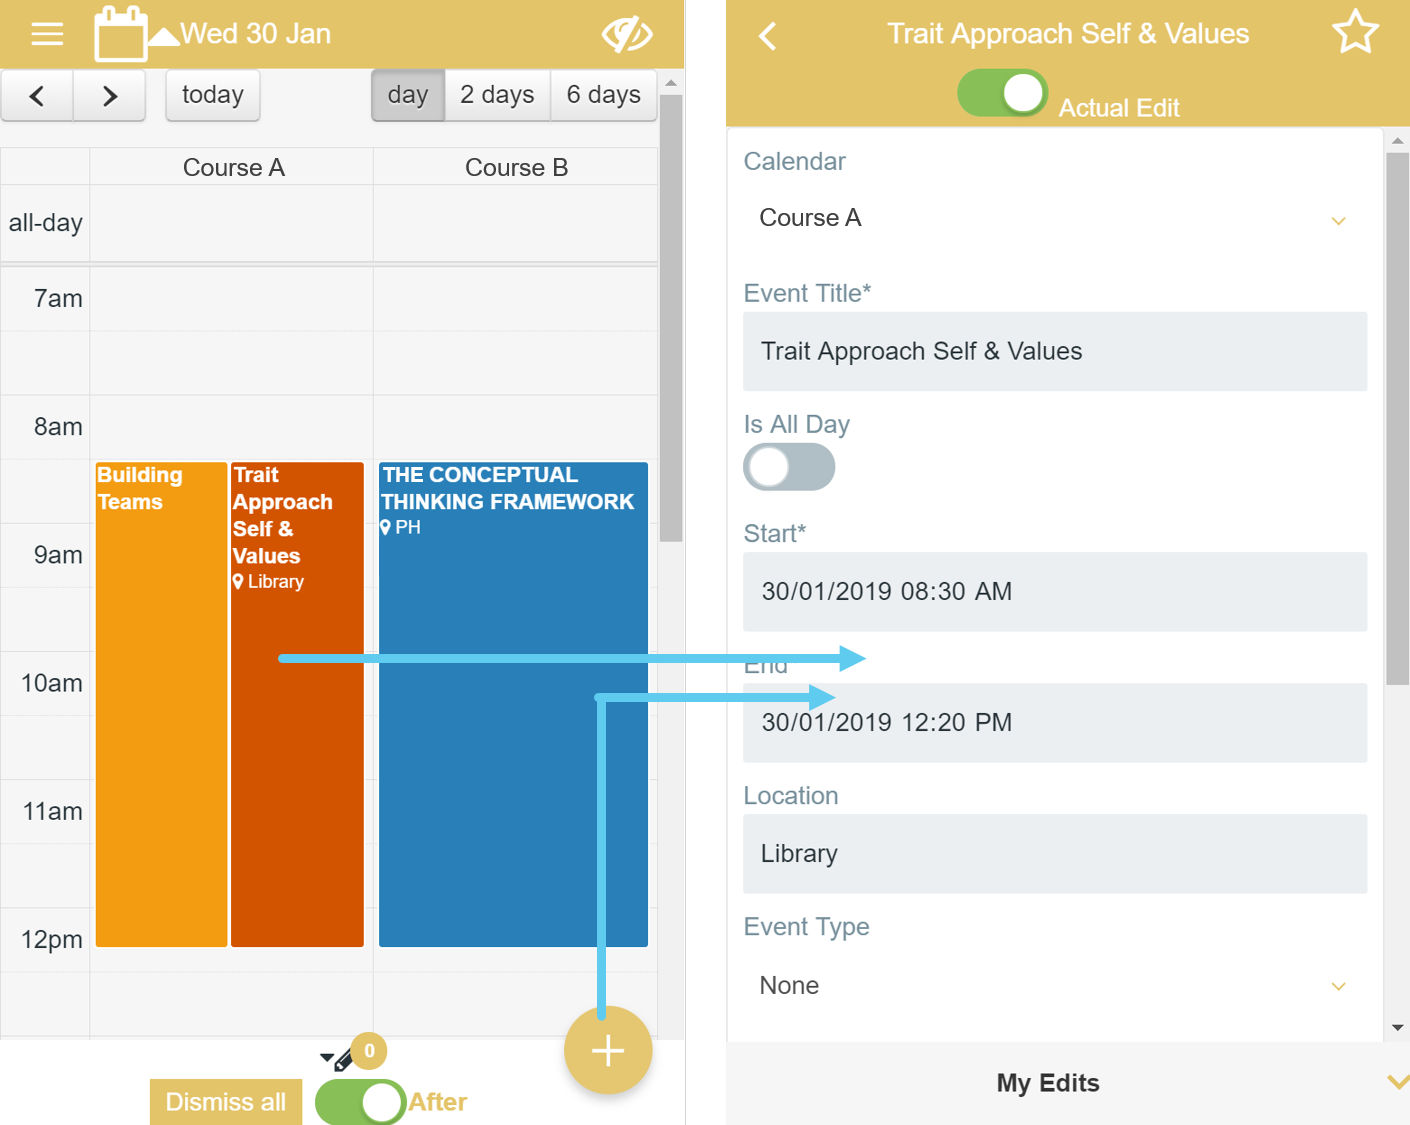 Wed 30 Jan
today
day
2 days
6 days
Course A
Course B
all-day
7am
8am
9am
10am
11am
12pm
Building
Teams
Trait
Approach
Self &
Values
Library
THE CONCEPTUAL
THINKING FRAMEWORK
PH
0
Dismiss all
After
Trait Approach Self & Values
Actual Edit
Calendar
Course A
Event Title*
Trait Approach Self & Values
Is All Day
Start*
30/01/2019 08:30 AM
End
30/01/2019 12:20 PM
Location
Library
Event Type
None
My Edits